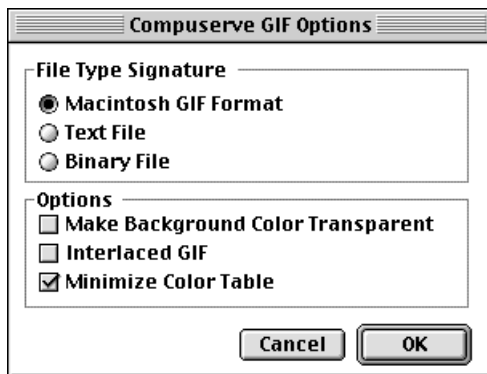 Compuserve GIF Options
File Type Signature
Macintosh GIF Format
Text File
Binary File
Options
Make Background Color Transparent
Interlaced GIF
Minimize Color Table
Cancel OK